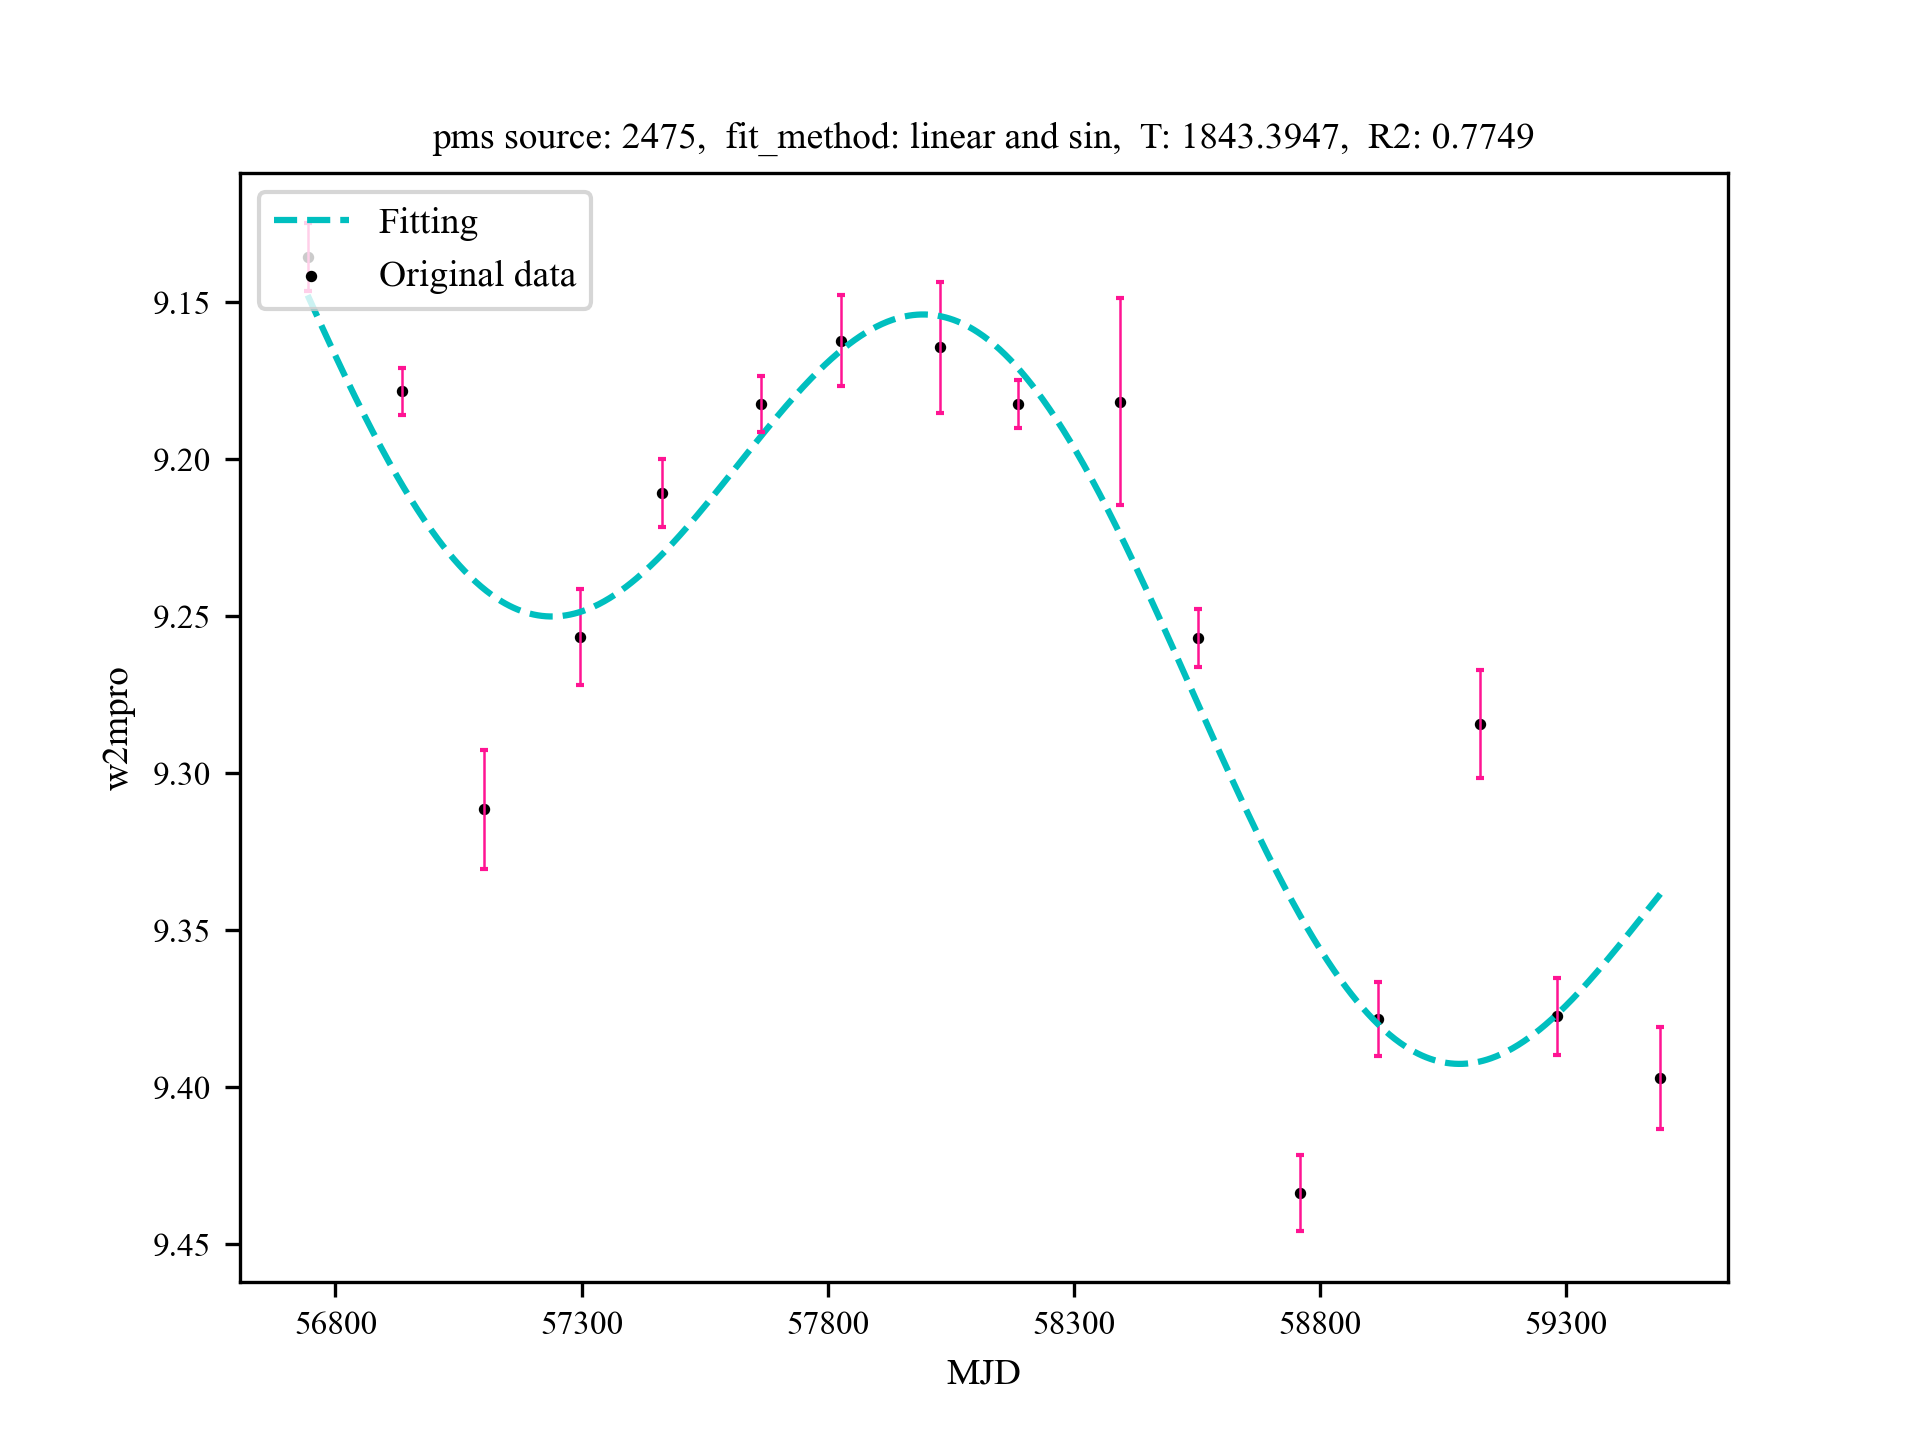 pms source: 2475,  fit_method: linear and sin,  T: 1843.3947,  R2: 0.7749
Fitting
Original data
9.15
9.20
9.25
9.30
9.35
9.40
9.45
w2mpro
56800
57300
57800
58300
58800
59300
MJD